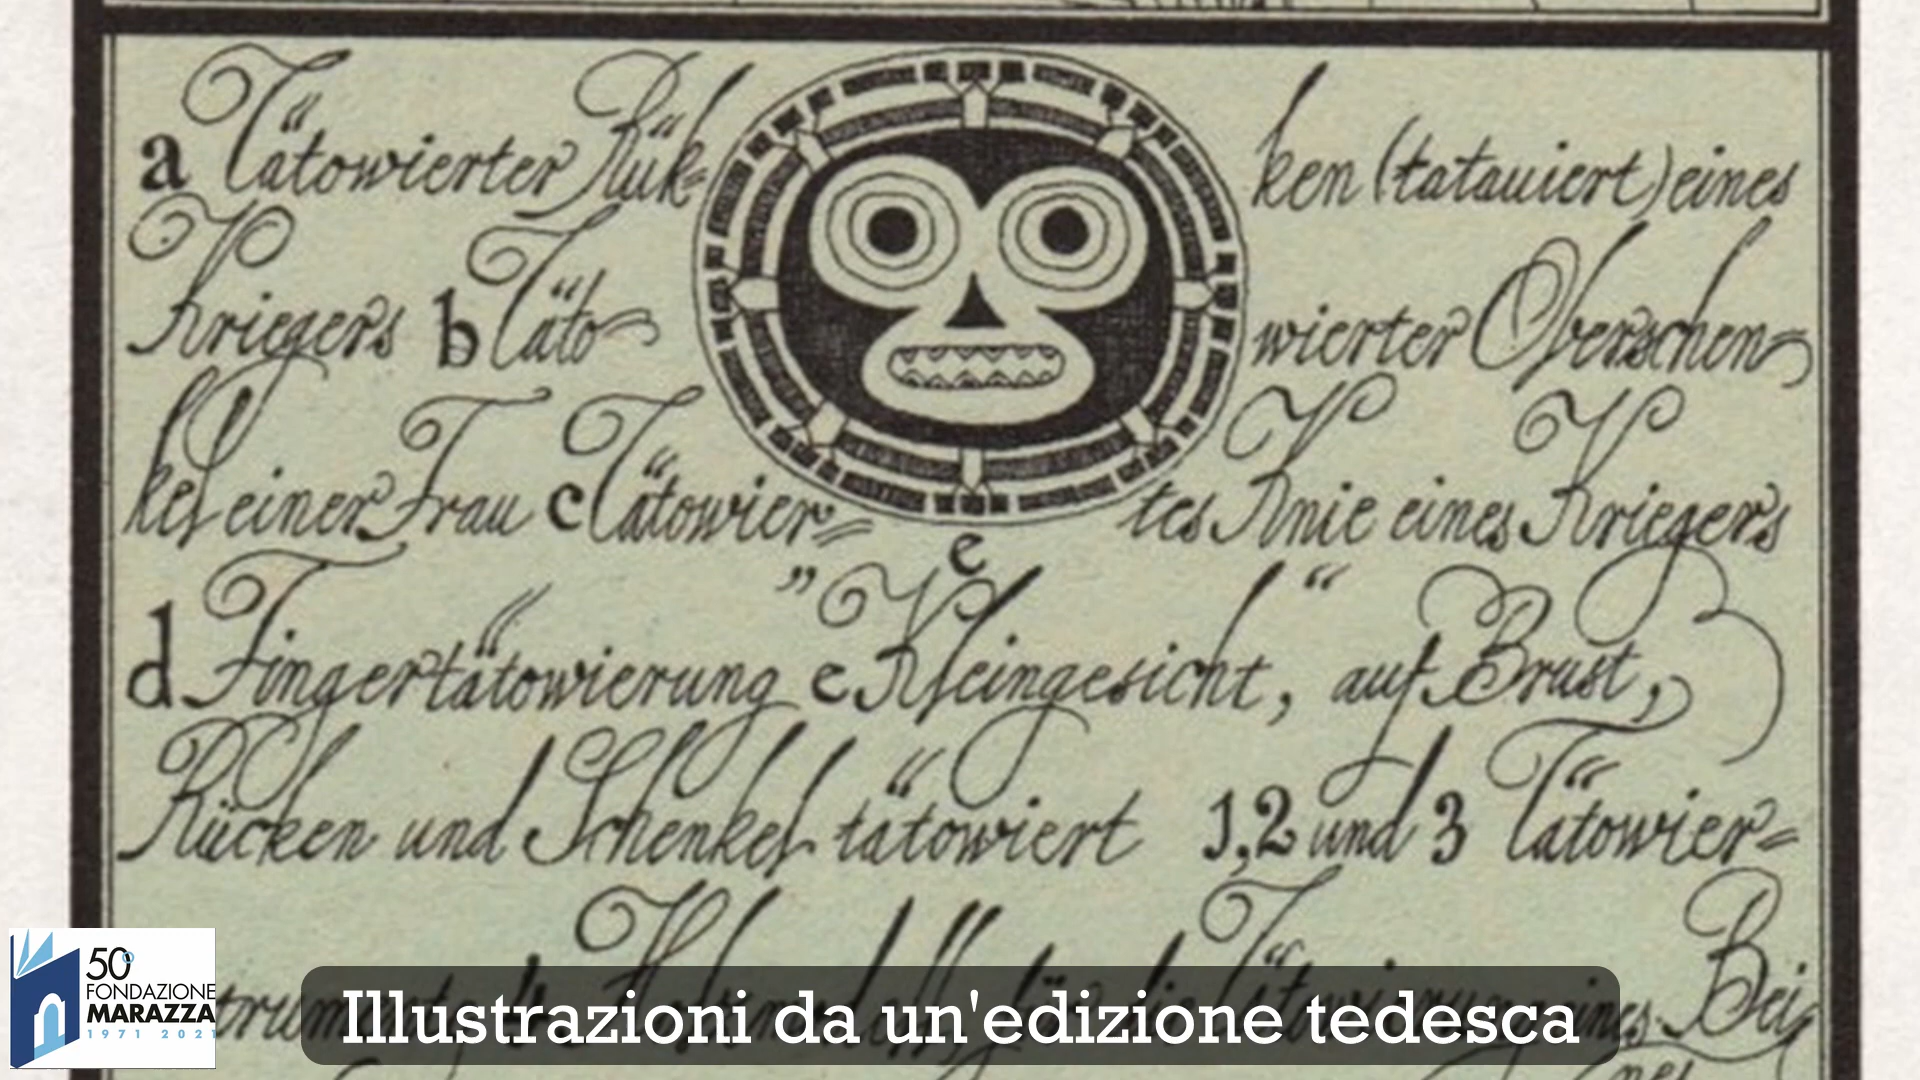 a Tätowierter Rük-
ken (tatauiert) eines
Kriegers b Täto-
wierter Oberschen-
kel einer Frau c Tätowier-
tes Knie eines Kriegers
e
d Fingertätowierung e „Kleingesicht“, auf Brust,
Rücken und Schenkel tätowiert 1,2 und 3 Tätowier-
eines Bei
Illustrazioni da un'edizione tedesca
50°
FONDAZIONE
MARAZZA
1971 2021